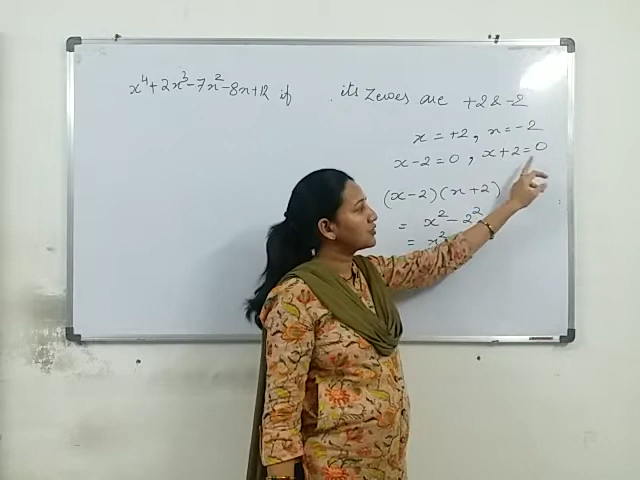 x⁴+2x³-7x²-8x+12 if its zeroes are +2 & -2
x = +2, x = -2
x-2=0, x+2=0
(x-2)(x+2)
= x²-2²
= x²